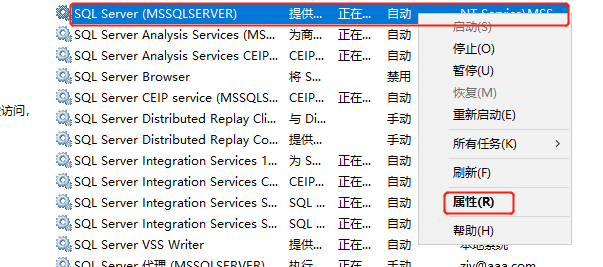 SQL Server (MSSQLSERVER) 提供... 正在... 自动 NT Service\MSS...
SQL Server Analysis Services (MS... 为商... 正在... 自动
SQL Server Analysis Services CEIP... CEIP... 正在... 自动
SQL Server Browser 将 S... 禁用
SQL Server CEIP service (MSSQLS... CEIP... 正在... 自动
访问，
SQL Server Distributed Replay Cli... 与 Di... 手动
SQL Server Distributed Replay Co... 提供... 手动
SQL Server Integration Services 1... 为 S... 正在... 自动
SQL Server Integration Services C... CEIP... 正在... 自动
SQL Server Integration Services S... SQL ... 正在... 自动
SQL Server Integration Services S... SQL ... 正在... 自动
SQL Server VSS Writer 提供... 正在... 自动 本地系统
SQL Server 代理 (MSSQLSERVER) 执行... 手动 ziy@aaa.com
启动(S)
停止(O)
暂停(U)
恢复(M)
重新启动(E)
所有任务(K)
刷新(F)
属性(R)
帮助(H)